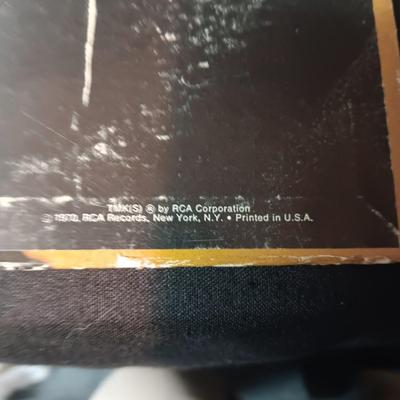 TMK(S) ® by RCA Corporation
© 1970, RCA Records, New York, N.Y. • Printed in U.S.A.